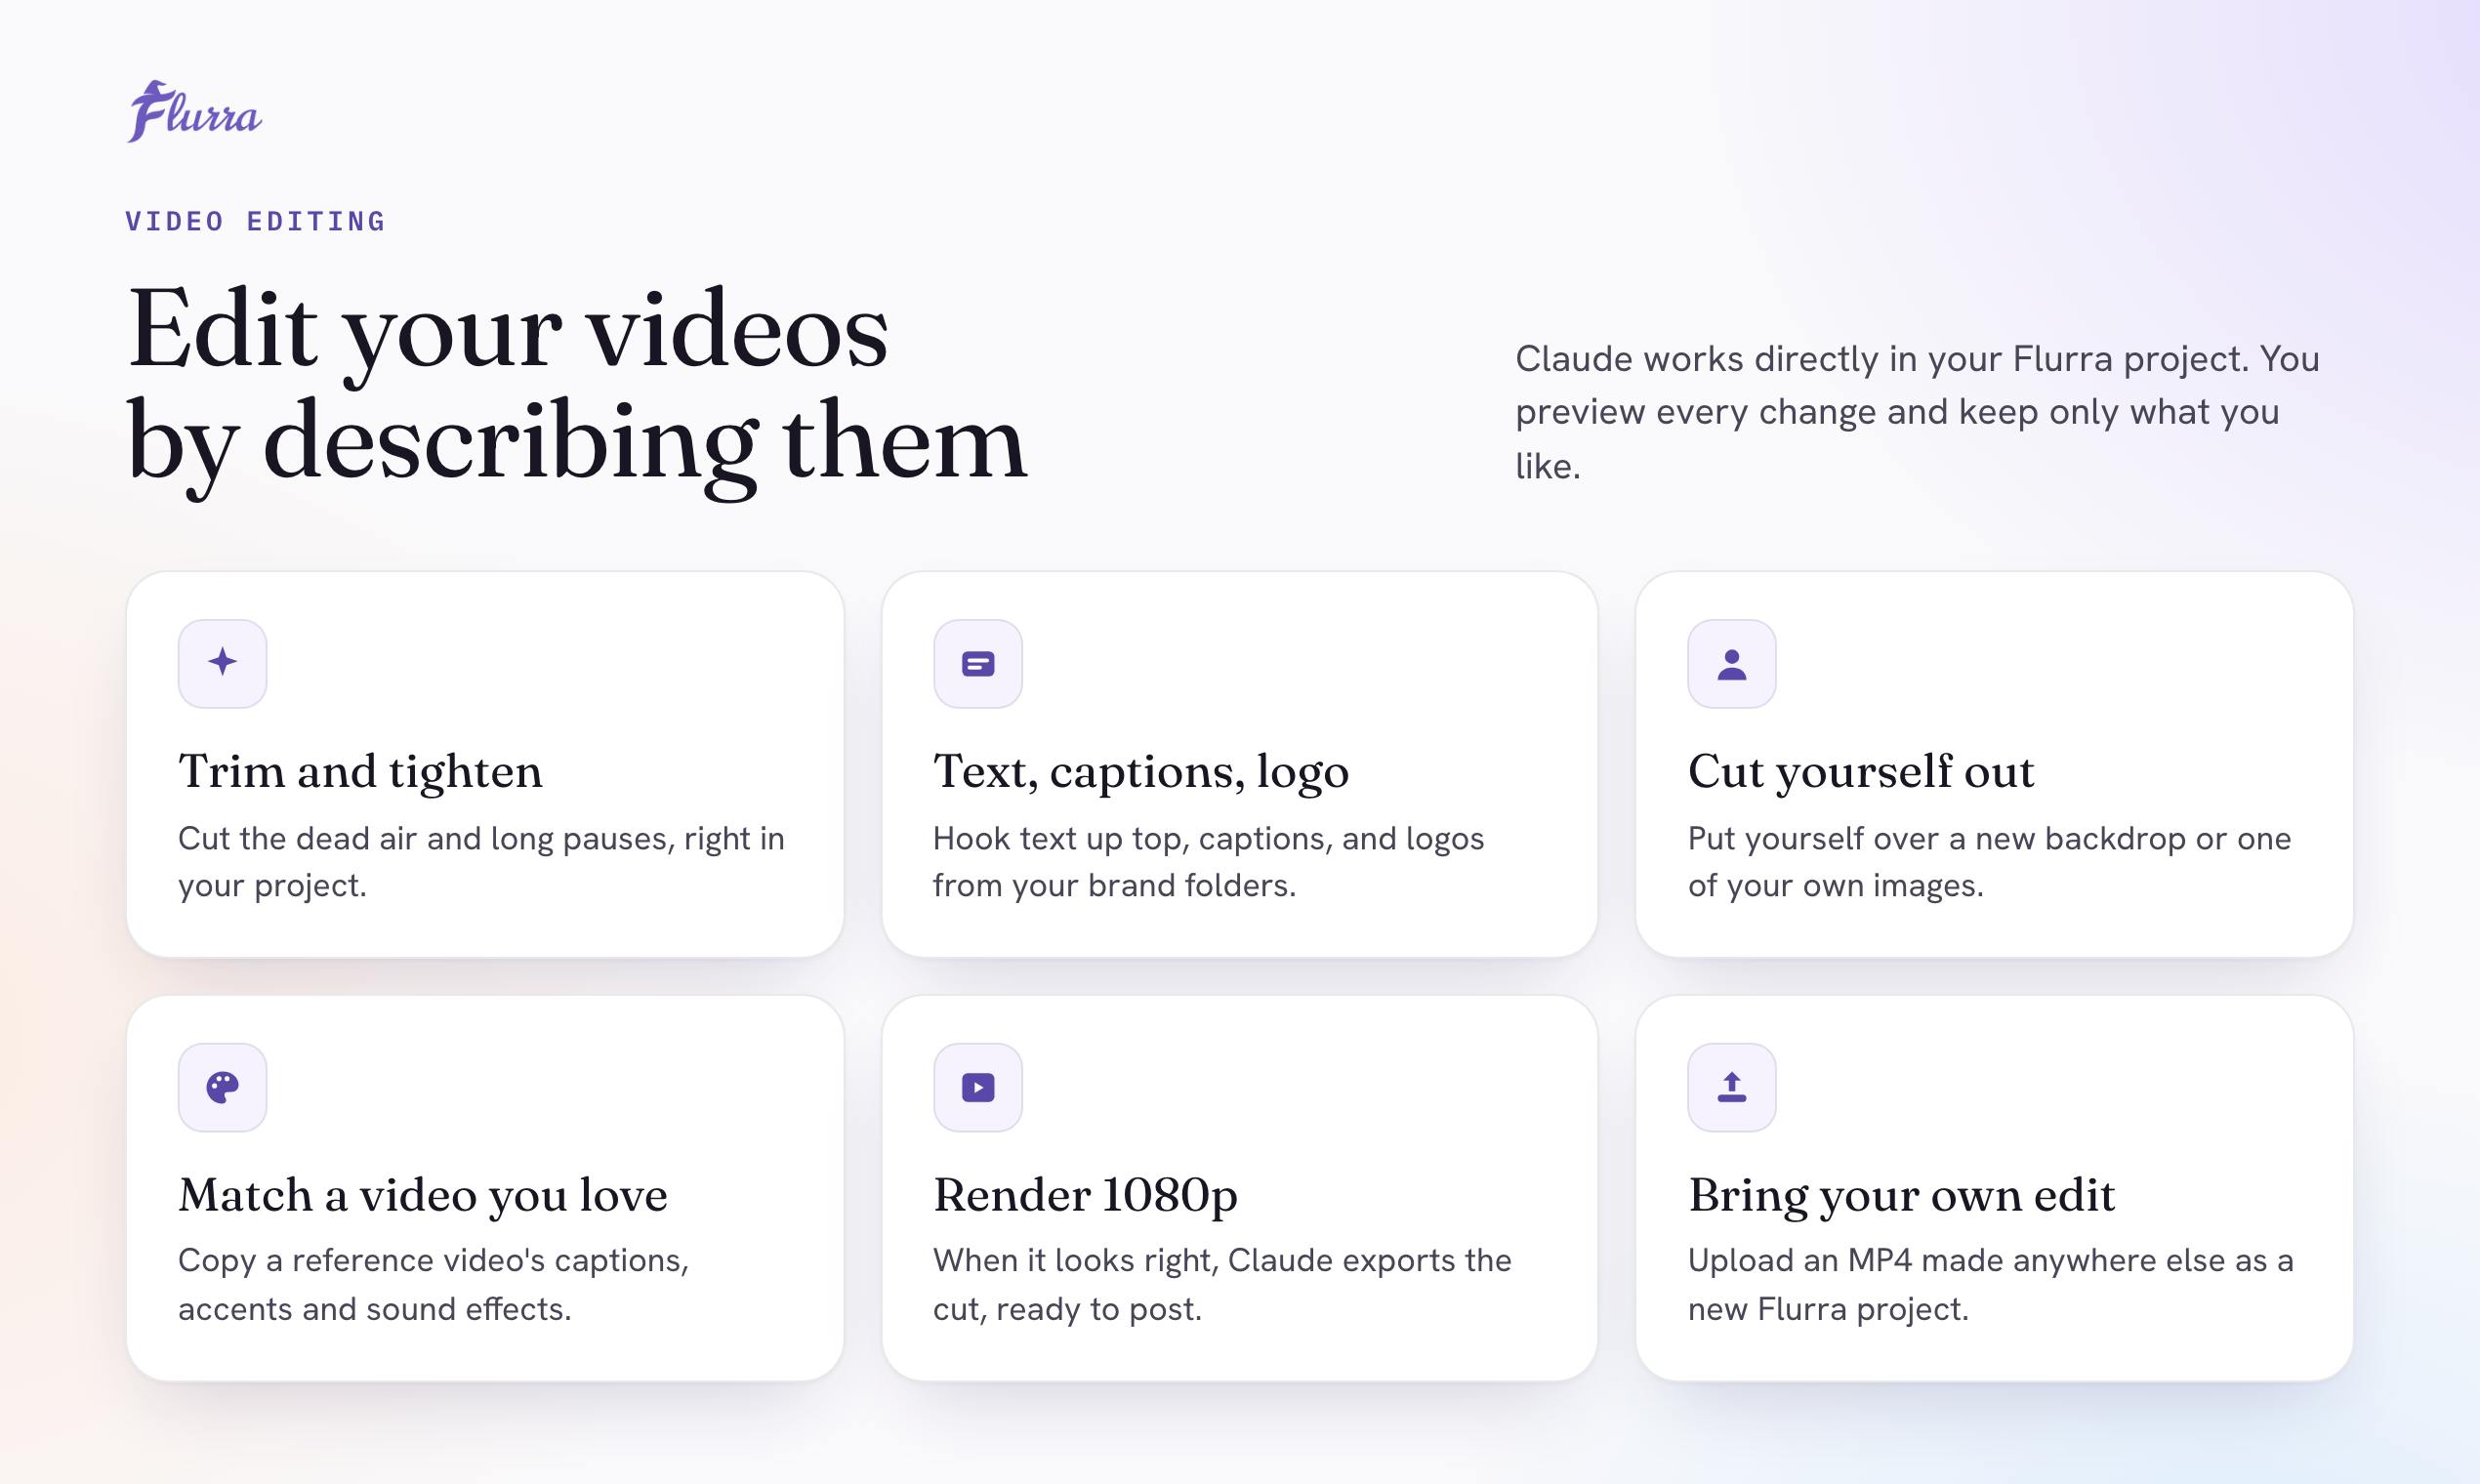 Flurra
VIDEO EDITING
Edit your videos
by describing them
Claude works directly in your Flurra project. You
preview every change and keep only what you
like.
Trim and tighten
Cut the dead air and long pauses, right in
your project.
Text, captions, logo
Hook text up top, captions, and logos
from your brand folders.
Cut yourself out
Put yourself over a new backdrop or one
of your own images.
Match a video you love
Copy a reference video's captions,
accents and sound effects.
Render 1080p
When it looks right, Claude exports the
cut, ready to post.
Bring your own edit
Upload an MP4 made anywhere else as a
new Flurra project.